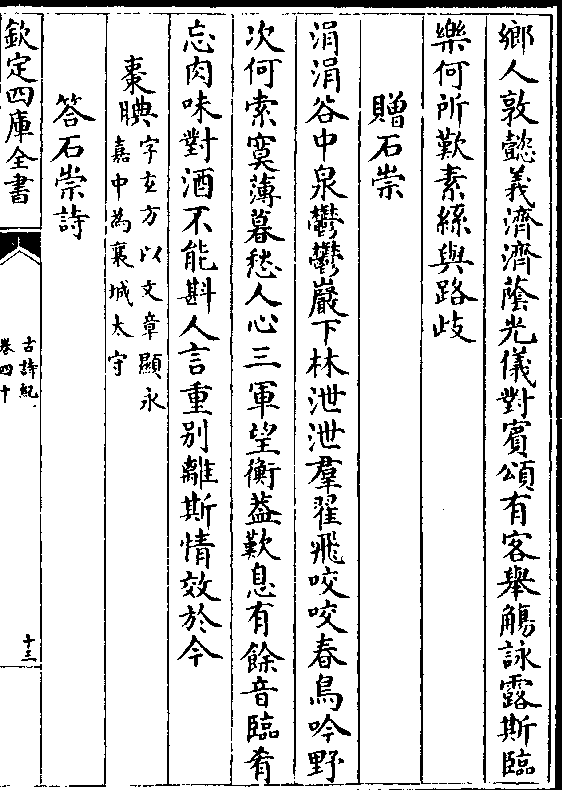 鄉人敦懿義濟濟蔭光儀對賓頌有客舉觴詠露斯臨
樂何所歎素絲與路歧
贈石崇
涓涓谷中泉鬱鬱巖下林泄泄羣翟飛咬咬春鳥吟野
次何索寞薄暮愁人心三軍望衡蓋歎息有餘音臨肴
忘肉味對酒不能斟人言重別離斯情效於今
棗腆字玄方以文章顯永
嘉中為襄城太守
答石崇詩
欽定四庫全書
古詩紀
卷四十
十三